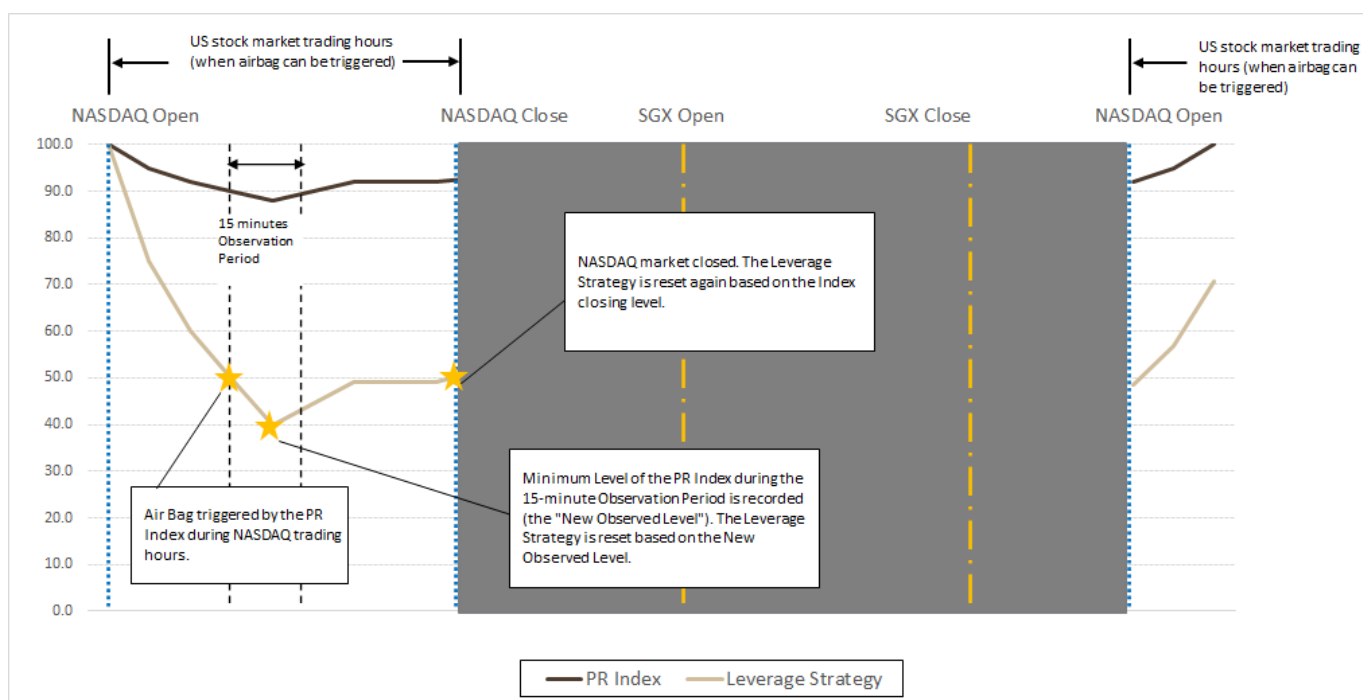 US stock market trading hours
(when airbag can be triggered)
US stock market trading
hours (when airbag can
be triggered)
NASDAQ Open
NASDAQ Close
SGX Open
SGX Close
NASDAQ Open
100.0
90.0
80.0
70.0
60.0
50.0
40.0
30.0
20.0
10.0
0.0
15 minutes
Observation
Period
NASDAQ market closed. The Leverage
Strategy is reset again based on the Index
closing level.
Air Bag triggered by the PR
Index during NASDAQ trading
hours.
Minimum Level of the PR Index during the
15-minute Observation Period is recorded
(the "New Observed Level"). The Leverage
Strategy is reset based on the New
Observed Level.
PR Index
Leverage Strategy